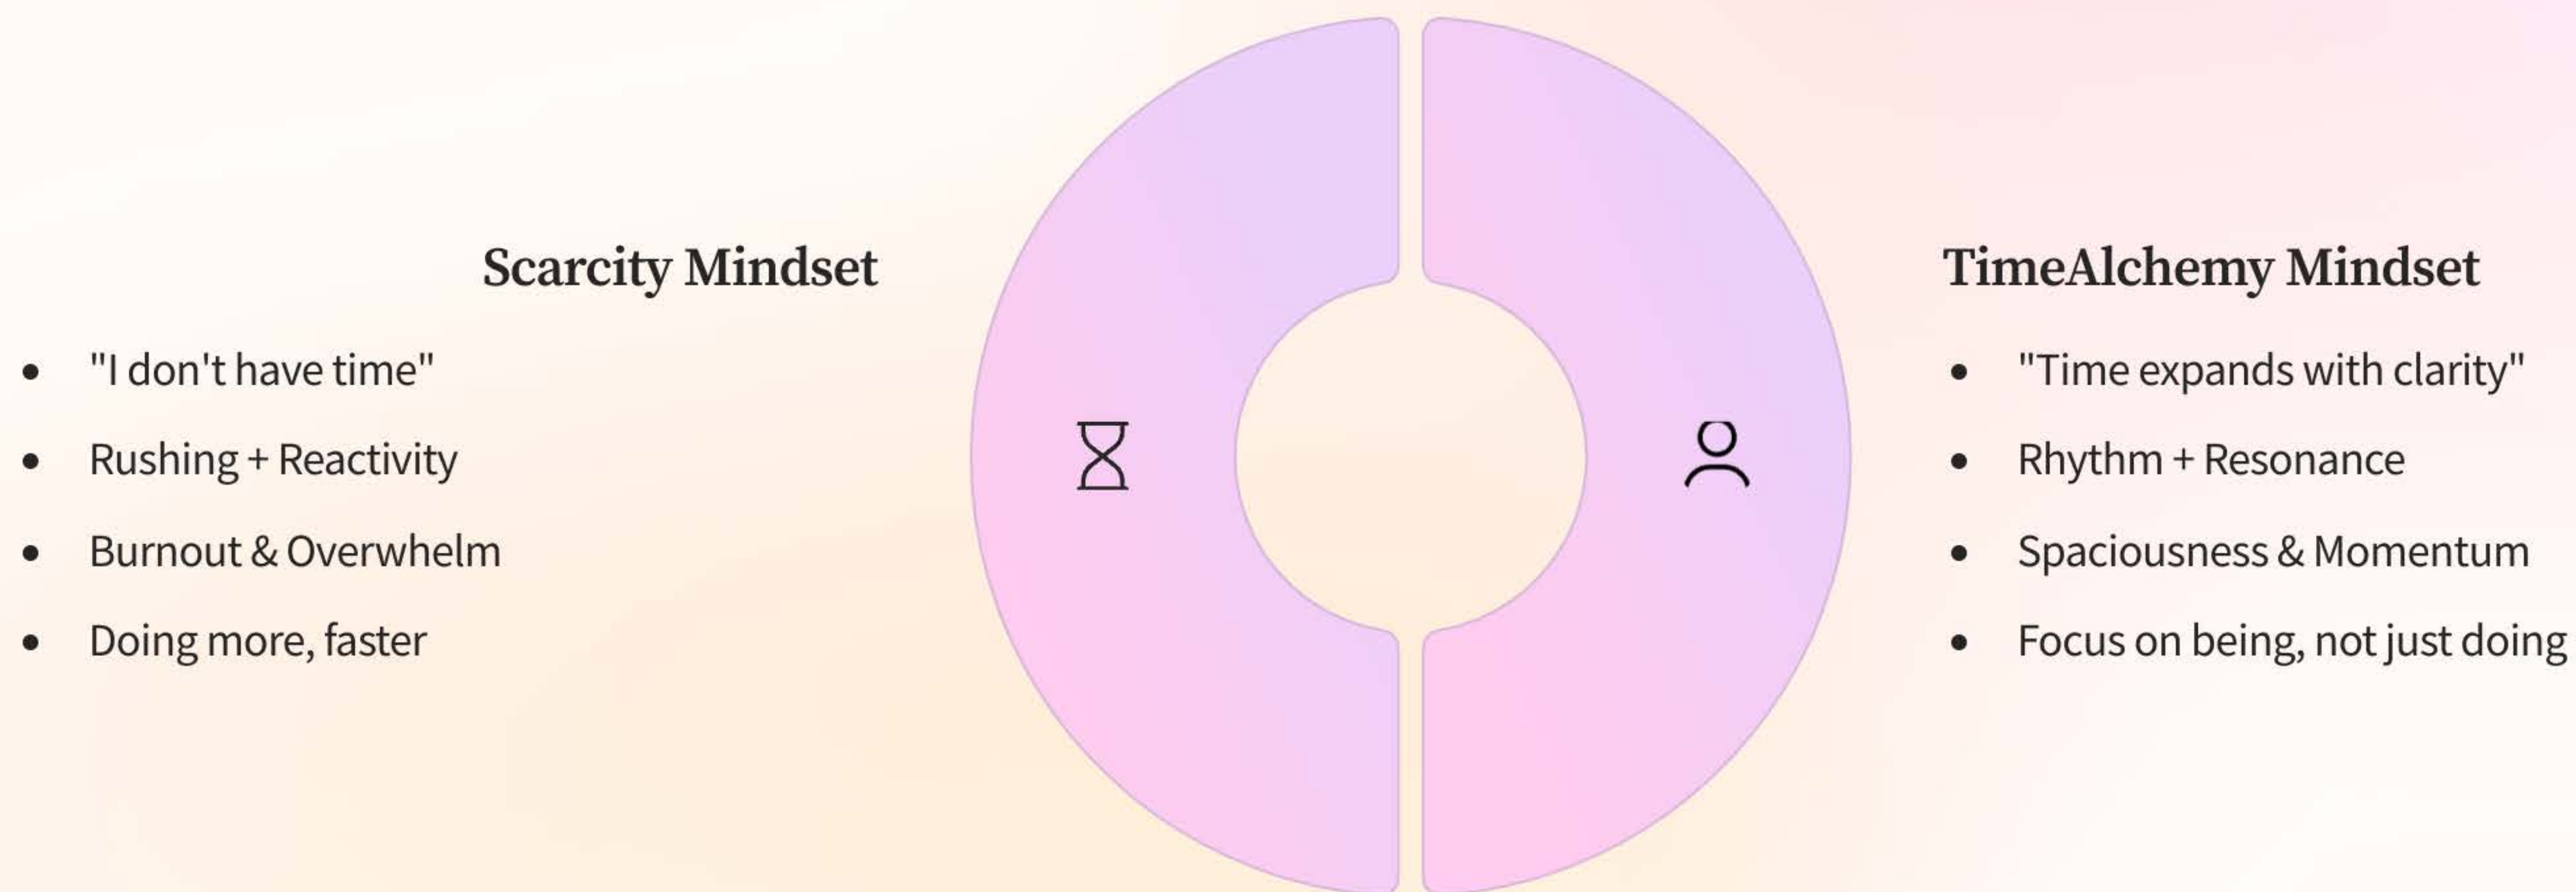 Scarcity Mindset
• "I don't have time"
• Rushing + Reactivity
• Burnout & Overwhelm
• Doing more, faster
TimeAlchemy Mindset
• "Time expands with clarity"
• Rhythm + Resonance
• Spaciousness & Momentum
• Focus on being, not just doing